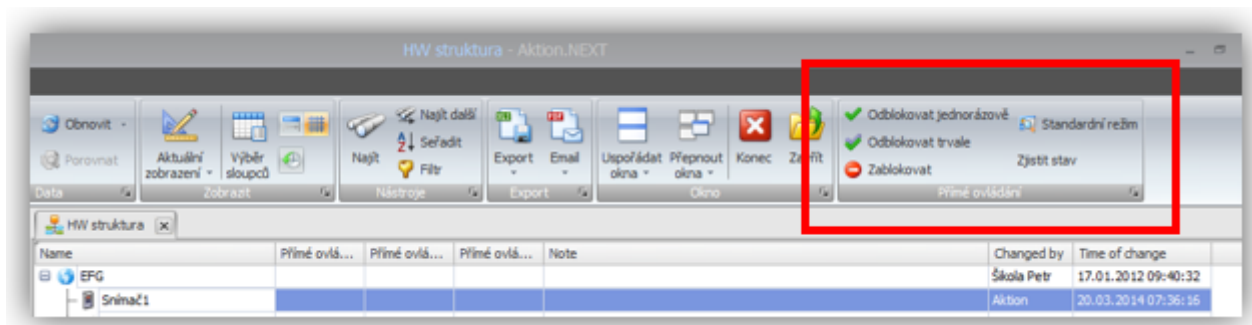 HW struktura - Aktion.NEXT
Obnovit
Porovnat
Data
Aktuální
zobrazení
Výběr
sloupců
Zobrazit
Najít
Najít další
Seřadit
Filtr
Nástroje
Export
Email
Export
Uspořádat
okna
Přepnout
okna
Konec
Zavřít
Okno
Odblokovat jednorázově
Odblokovat trvale
Zablokovat
Standardní režim
Zjistit stav
Přímé ovládání
HW struktura
Name Přímé ovlá... Přímé ovlá... Přímé ovlá... Note Changed by Time of change
EFG Škola Petr 17.01.2012 09:40:32
Snímač1 Aktion 20.03.2014 07:36:16